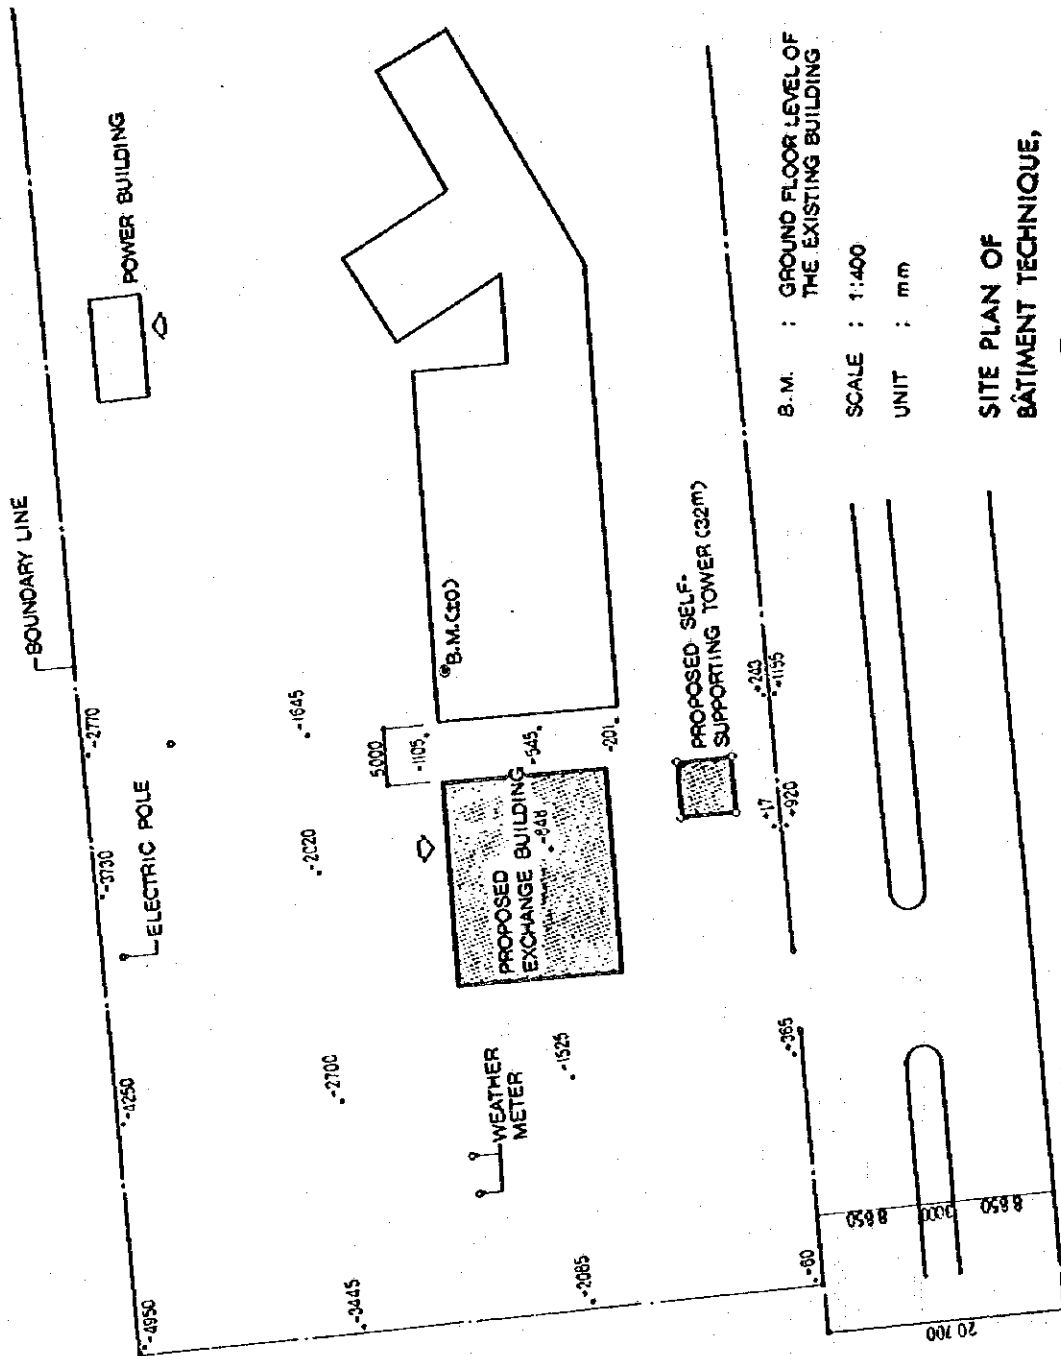 BOUNDARY LINE
POWER BUILDING
-2770
-3730
ELECTRIC POLE
-4250
-4950
-1645
-2020
-2700
-3445
5000
-1105
B.M.(±0)
-545
-201
PROPOSED
EXCHANGE BUILDING
-848
WEATHER
METER
-1525
-2085
PROPOSED SELF-
SUPPORTING TOWER (32m)
+243
+1155
+17
+920
+365
-60
8850
3000
8850
20700
B.M. : GROUND FLOOR LEVEL OF
THE EXISTING BUILDING
SCALE : 1:400
UNIT : mm
SITE PLAN OF
BÂTIMENT TECHNIQUE,